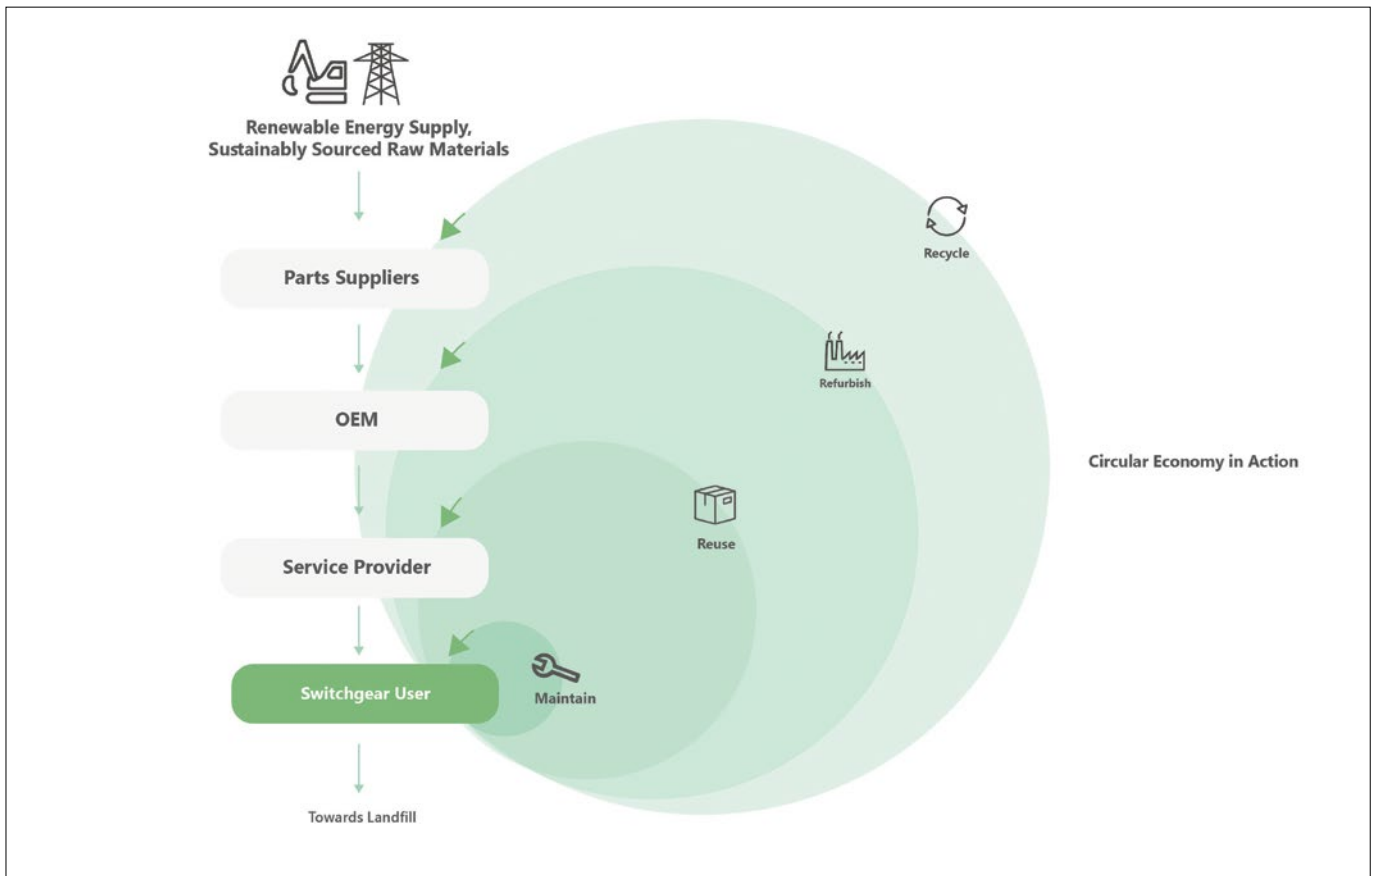 Renewable Energy Supply,
Sustainably Sourced Raw Materials
Recycle
Parts Suppliers
Refurbish
OEM
Circular Economy in Action
Reuse
Service Provider
Switchgear User
Maintain
Towards Landfill